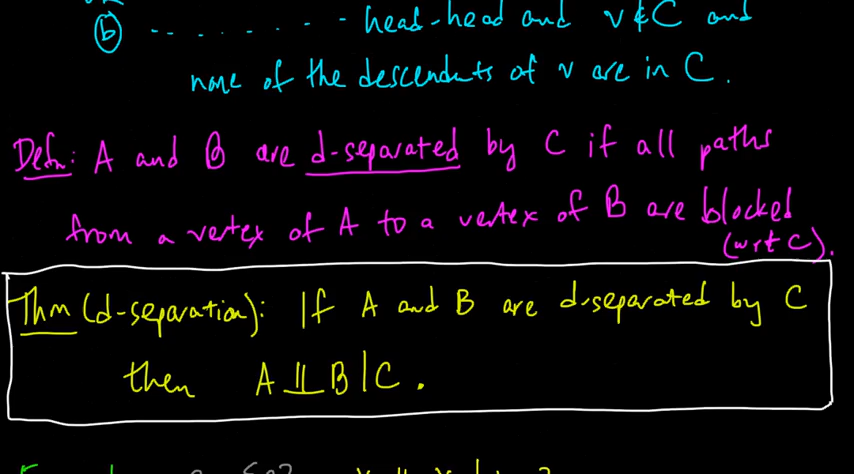 ⓑ - - . . . . . . - head-head and v∉C and
none of the descendents of v are in C.
Defn: A and B are d-separated by C if all paths
from a vertex of A to a vertex of B are blocked
(wrt C).
Thm (d-separation): If A and B are d-separated by C
then A ⫫ B | C.